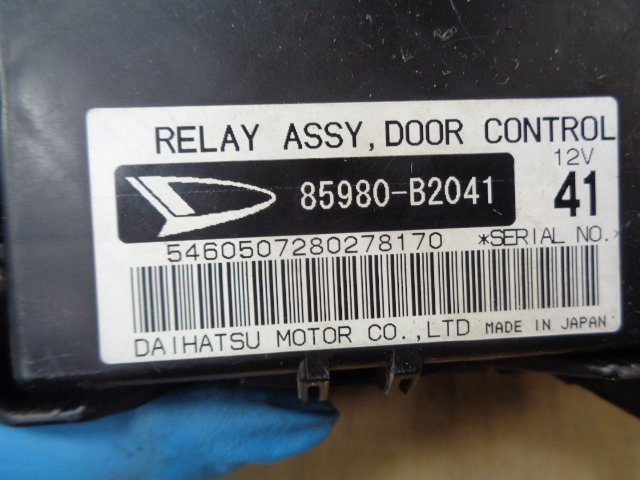 RELAY ASSY, DOOR CONTROL
12V
85980-B2041
41
5460507280278170 *SERIAL NO.*
DAIHATSU MOTOR CO.,LTD MADE IN JAPAN